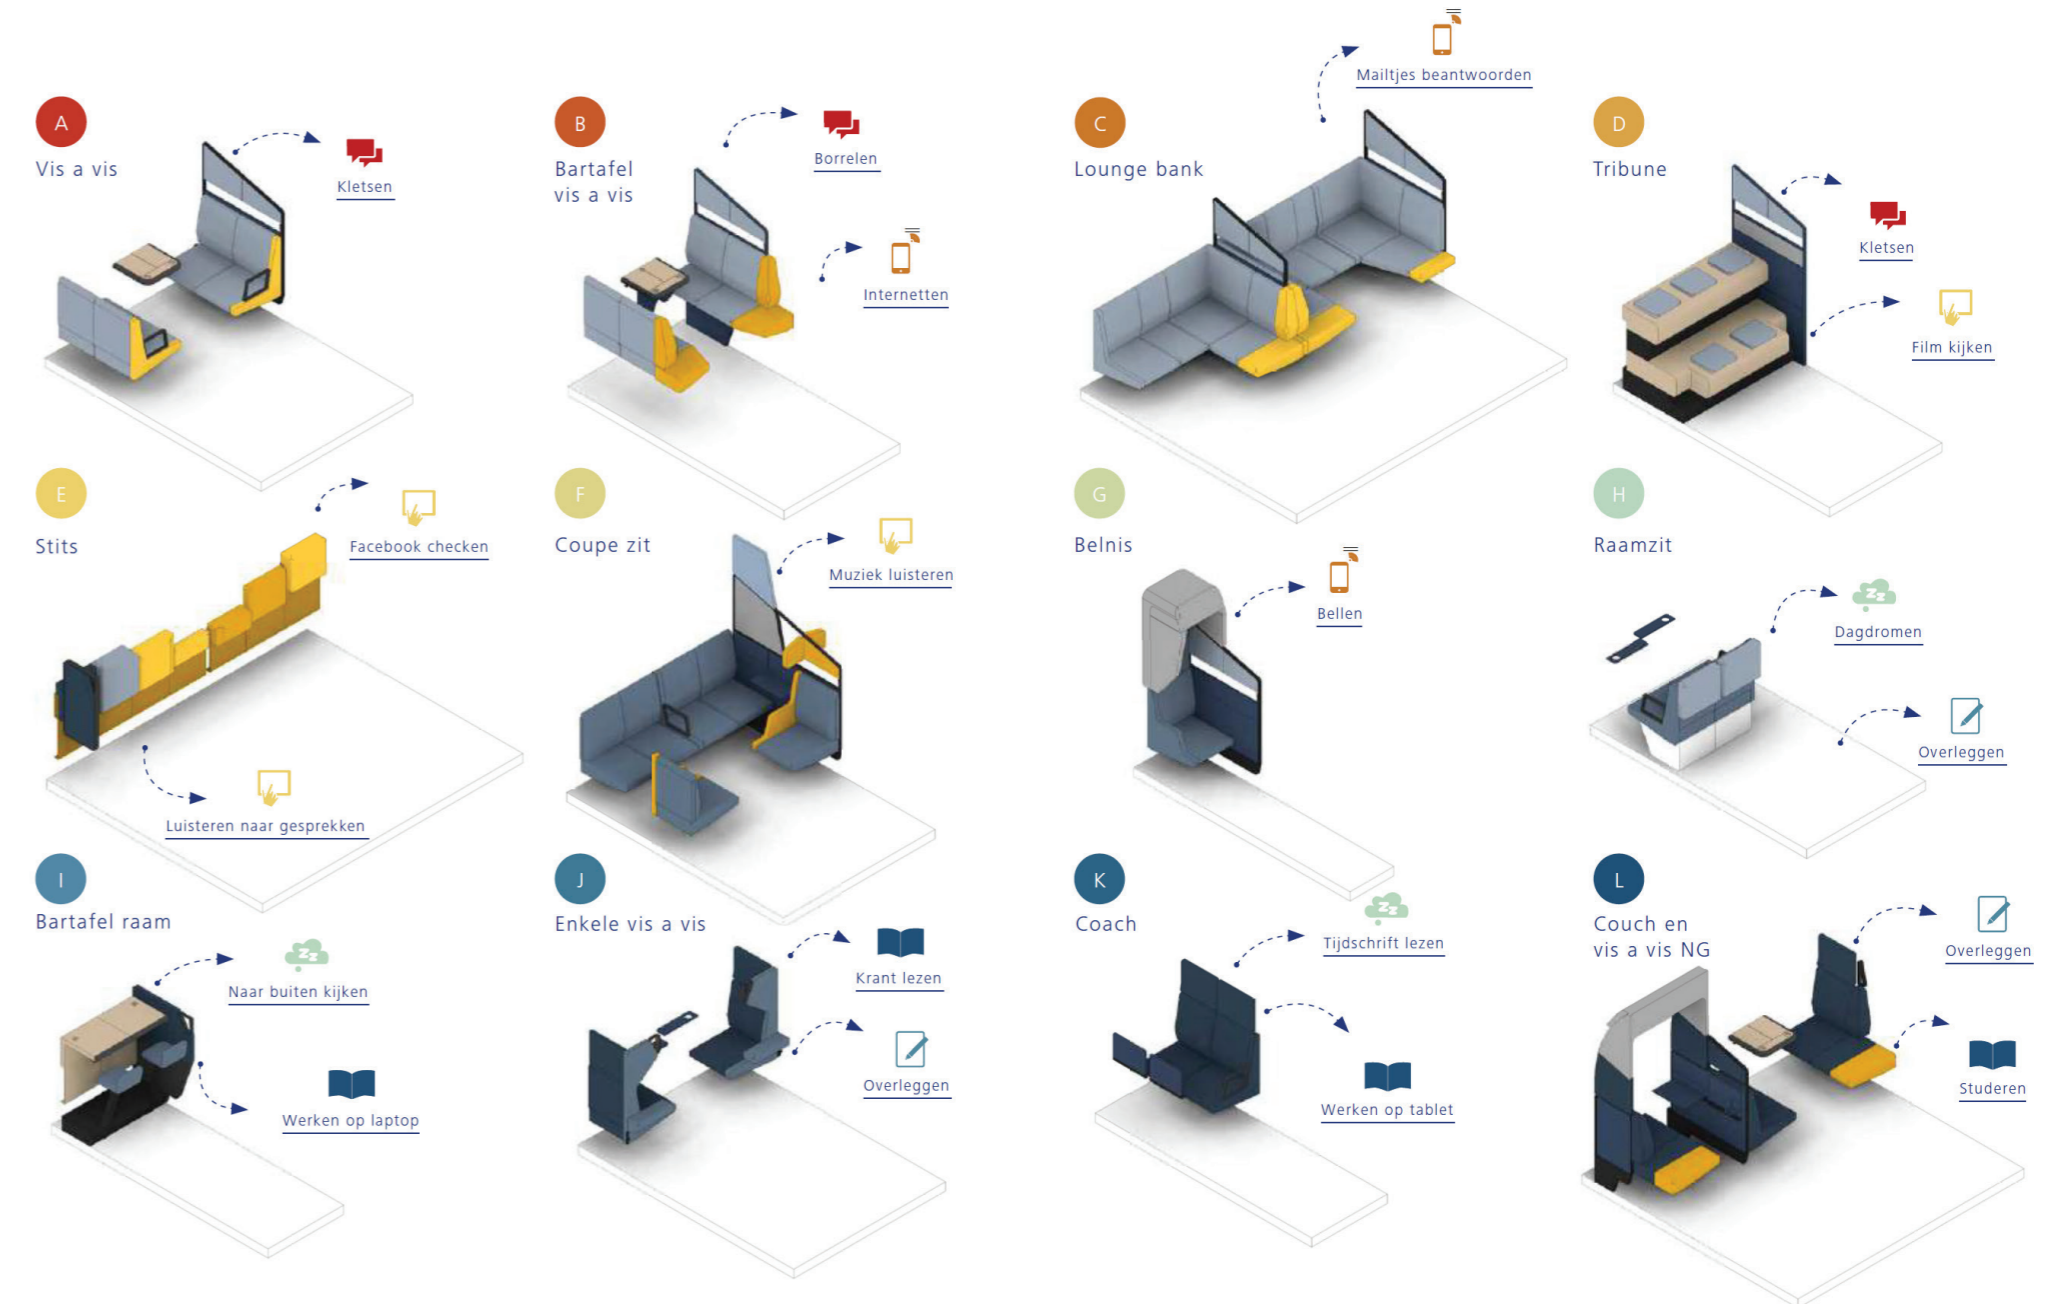 A
Vis a vis
Kletsen
B
Bartafel
vis a vis
Borrelen
Internetten
C
Lounge bank
Mailtjes beantwoorden
D
Tribune
Kletsen
Film kijken
E
Stits
Facebook checken
Luisteren naar gesprekken
F
Coupe zit
Muziek luisteren
G
Belnis
Bellen
H
Raamzit
zz
Dagdromen
Overleggen
I
Bartafel raam
zz
Naar buiten kijken
Werken op laptop
J
Enkele vis a vis
Krant lezen
Overleggen
K
Coach
zz
Tijdschrift lezen
Werken op tablet
L
Couch en
vis a vis NG
Overleggen
Studeren